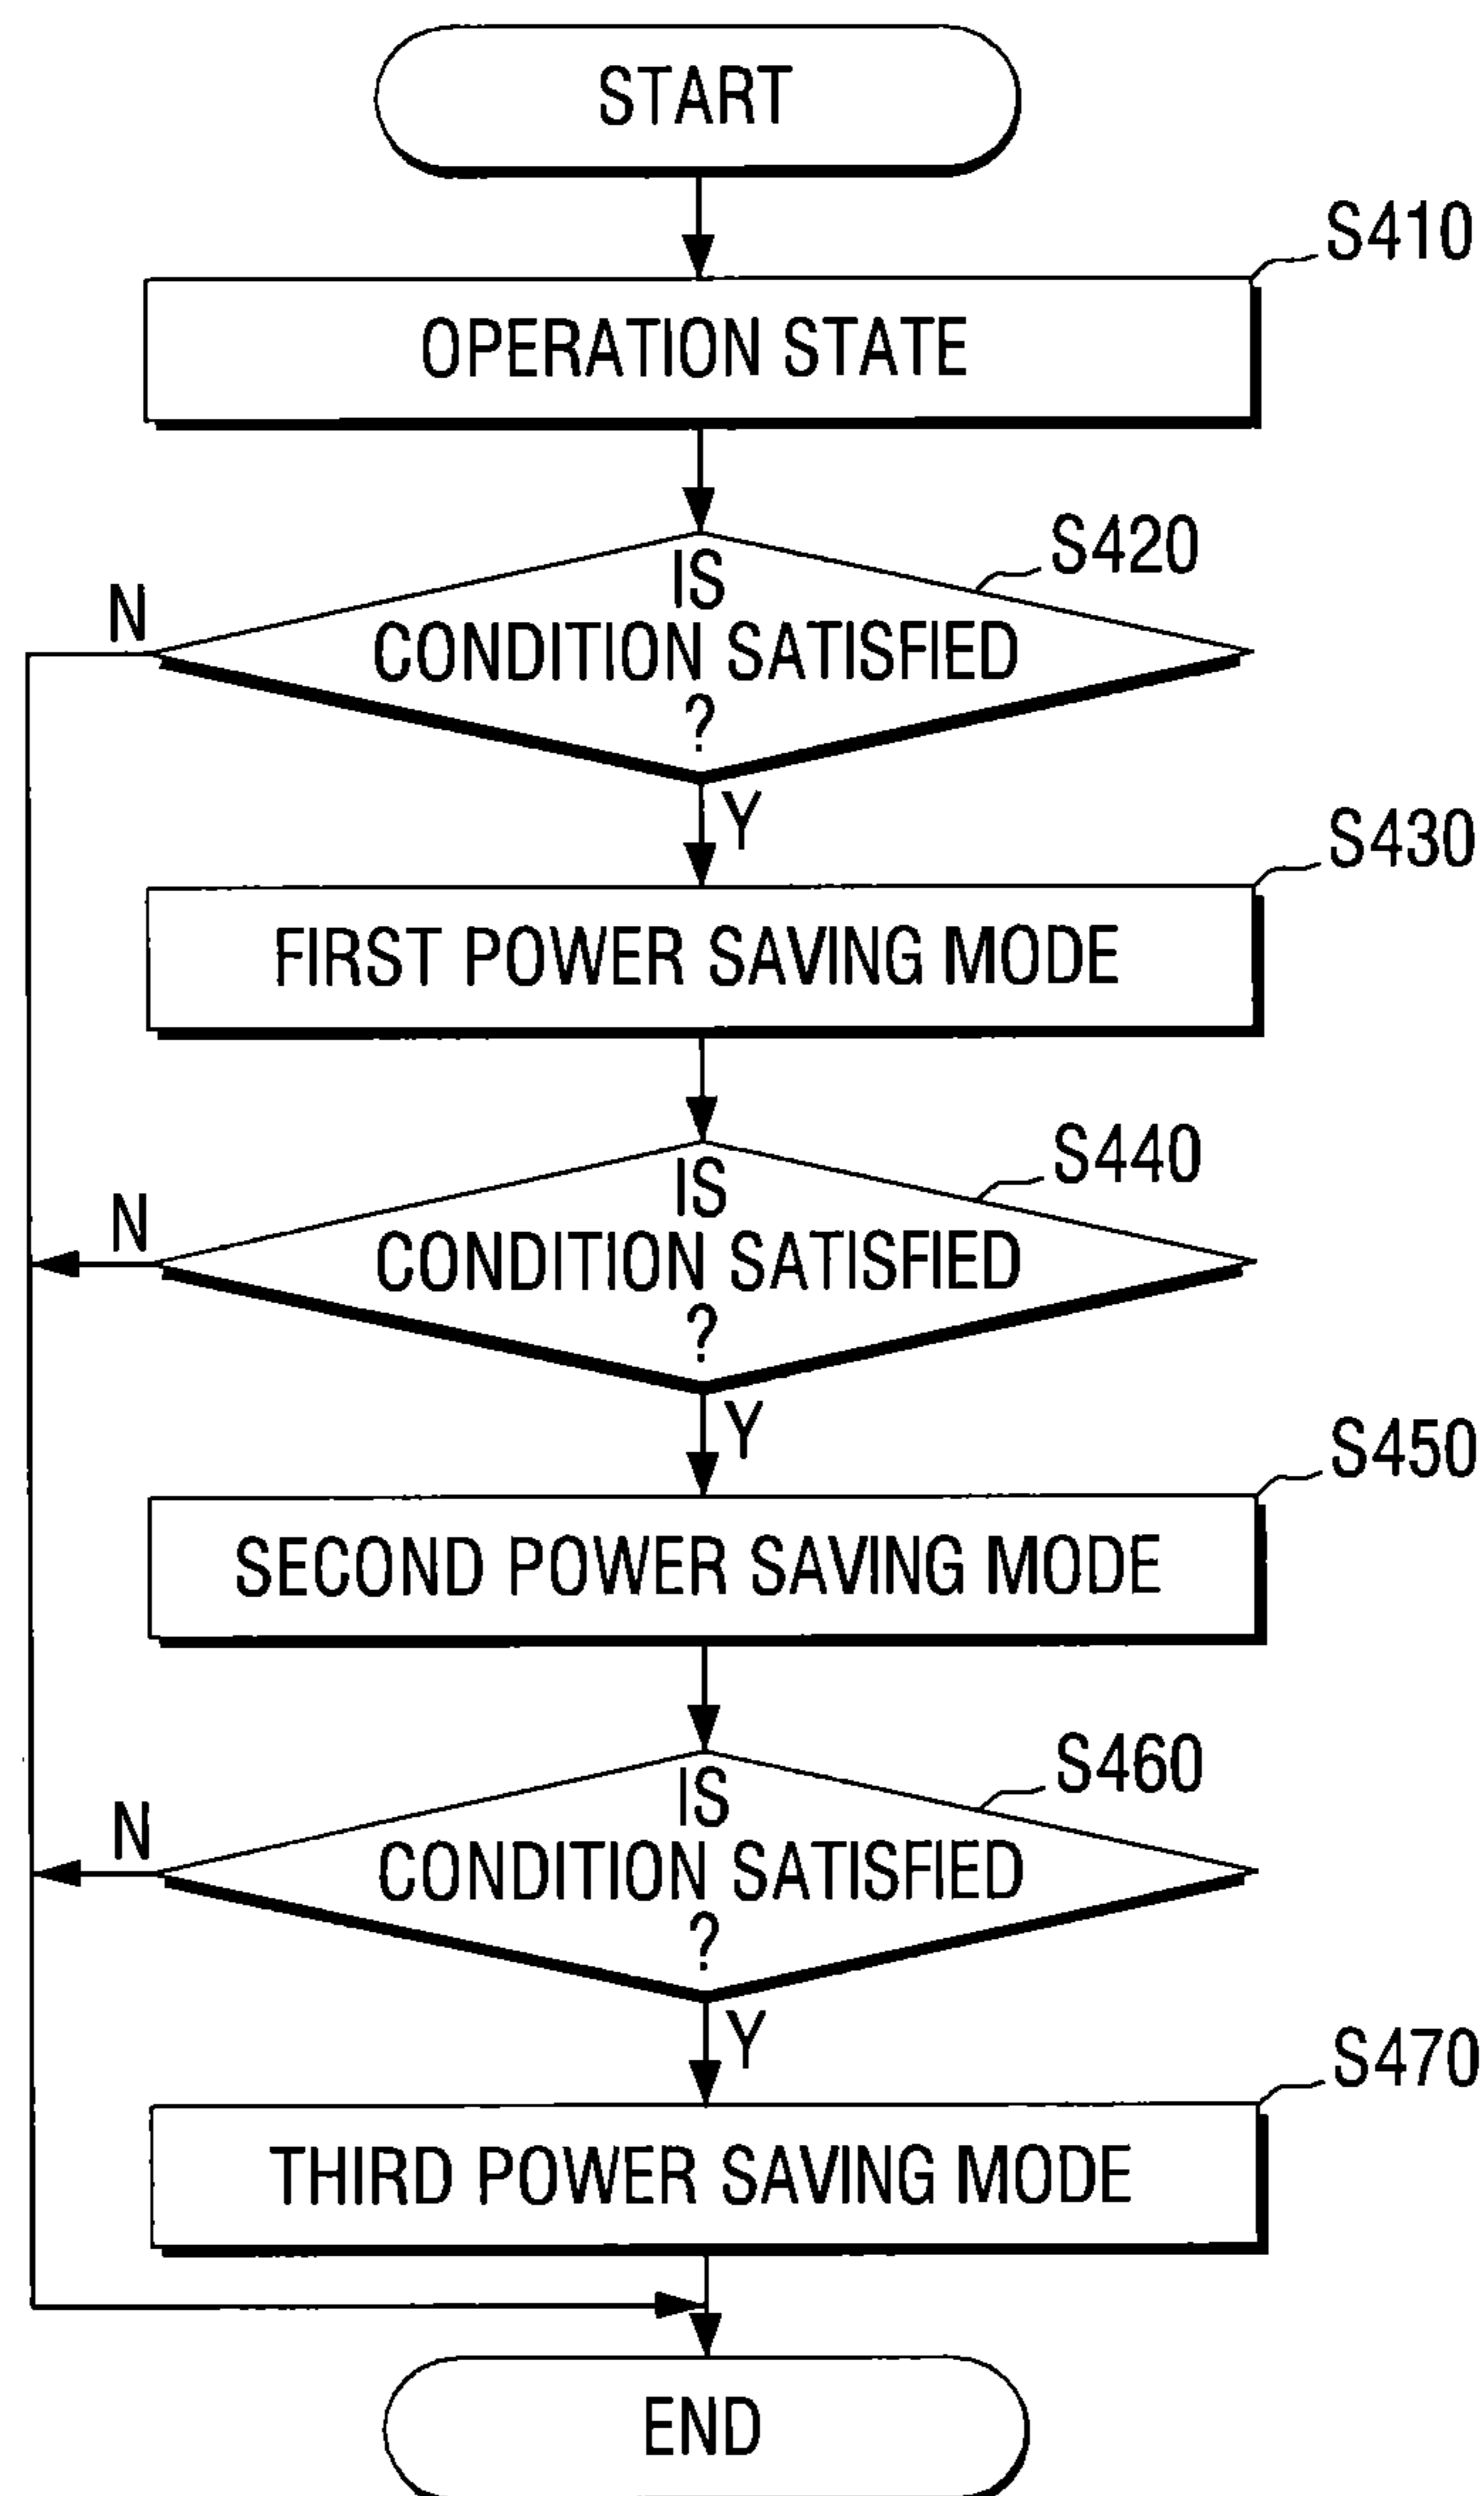 START
S410
OPERATION STATE
S420
N
IS
CONDITION SATISFIED
?
Y
S430
FIRST POWER SAVING MODE
S440
N
IS
CONDITION SATISFIED
?
Y
S450
SECOND POWER SAVING MODE
S460
N
IS
CONDITION SATISFIED
?
Y
S470
THIRD POWER SAVING MODE
END